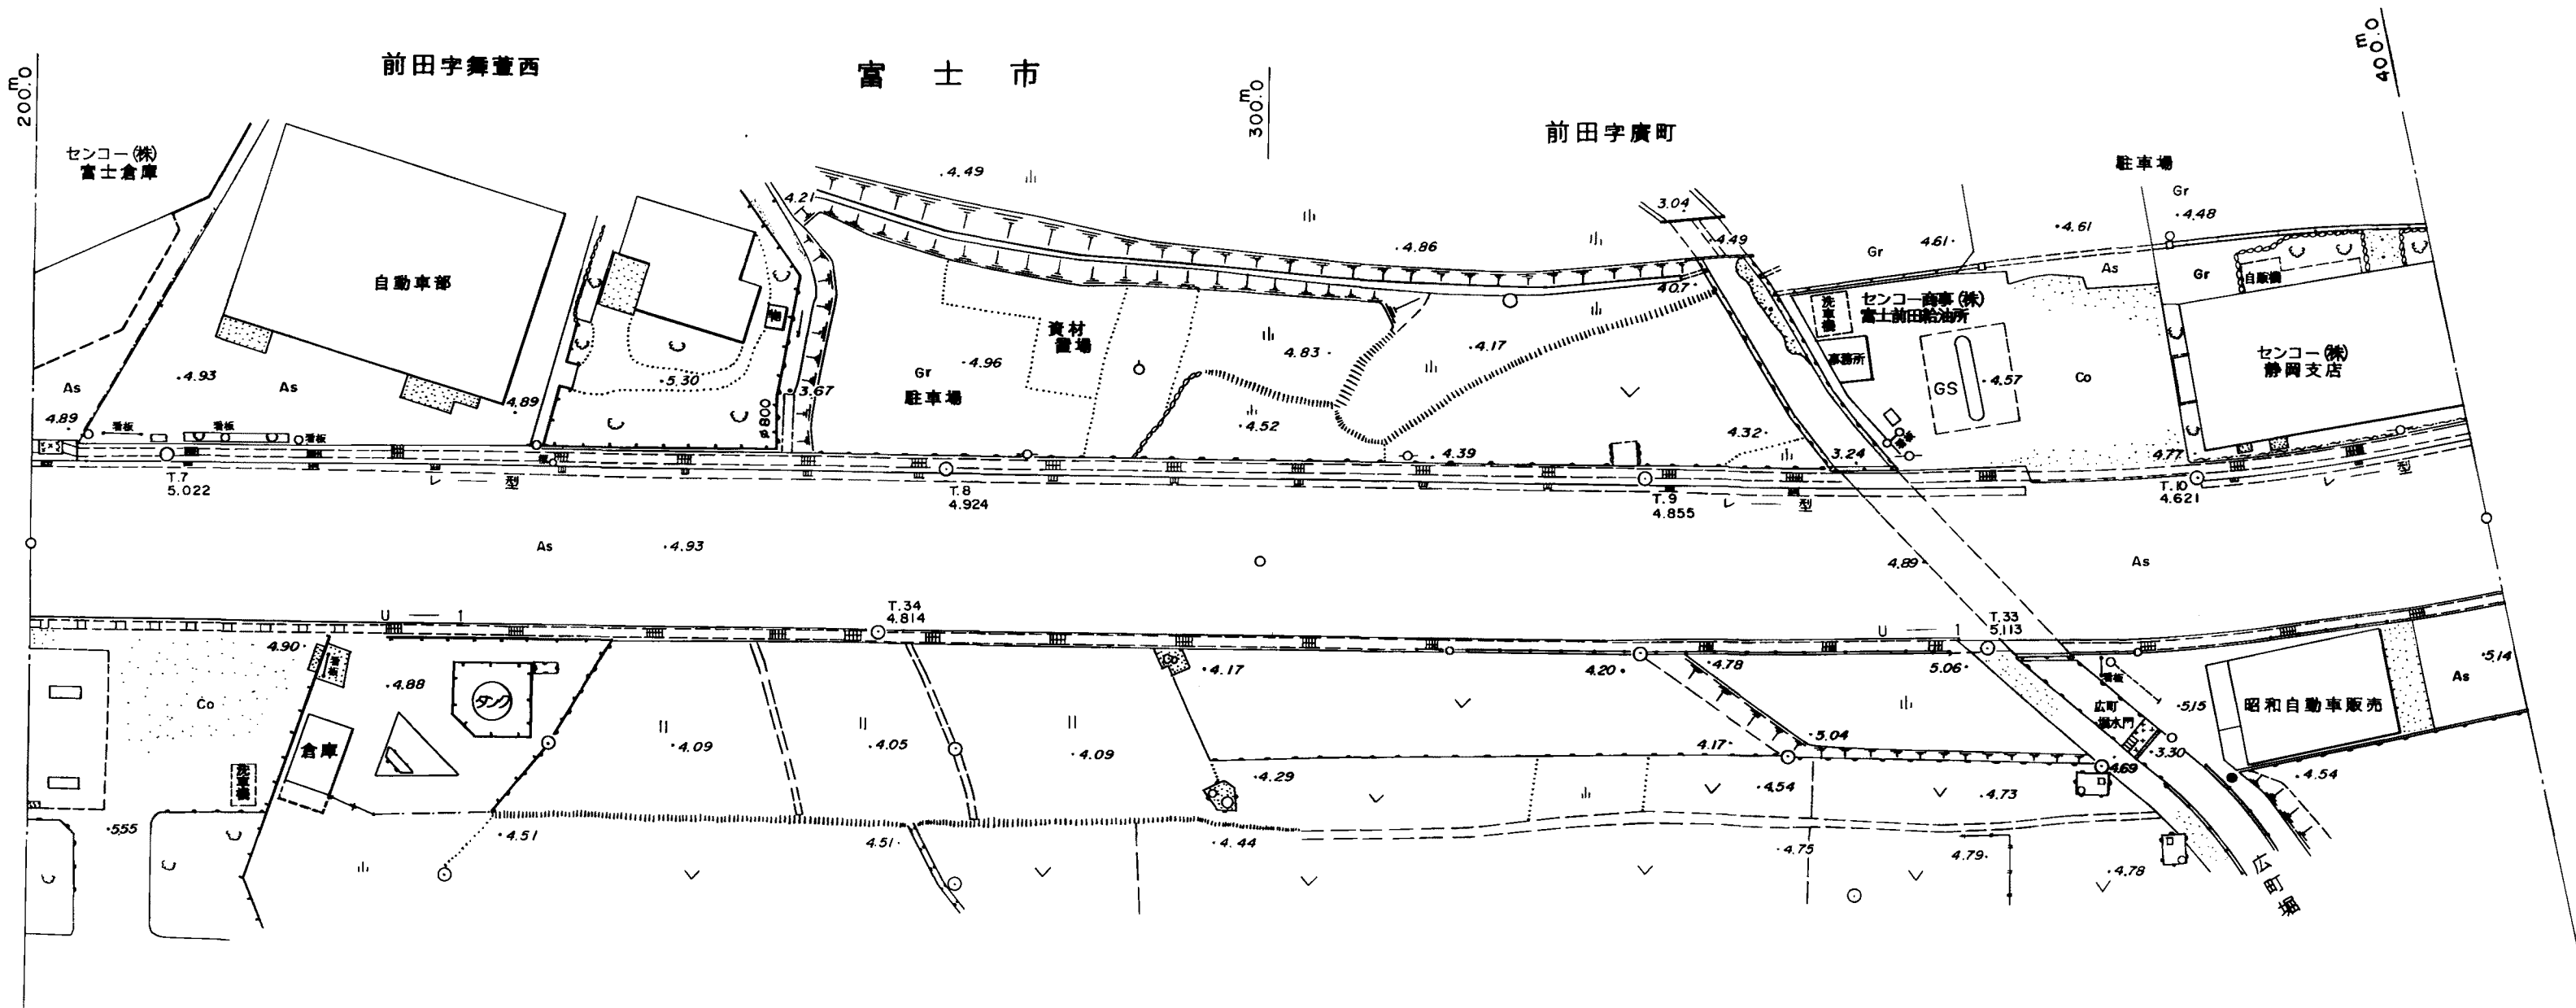 前田字舞萱西
富士市
前田字廣町
200.0m
300.0m
400.0m
センコー(株)
富士倉庫
自動車部
As
4.89
看板
看板
看板
4.93
As
4.89
5.30
3.67
φ800
4.21
4.49
4.86
Gr
駐車場
4.96
資材
置場
4.83
4.17
4.52
4.39
4.32
3.24
3.04
4.49
洗車機
センコー商事(株)
富士前田給油所
事務所
GS
4.57
Co
Gr
4.61
4.61
駐車場
Gr
4.48
As
Gr
自販機
センコー(株)
静岡支店
4.77
T.7
5.022
レ型
T.8
4.924
T.9
4.855
レ型
T.10
4.621
レ型
As
4.93
4.89
As
U 1
T.34
4.814
U 1
T.33
5.113
4.90
看板
4.88
タンク
Co
倉庫
洗車機
5.55
4.09
4.05
4.09
Co
4.17
4.29
4.20
4.78
5.06
4.17
5.04
4.69
4.54
4.73
看板
広町
堀水門
5.15
3.30
昭和自動車販売
As
5.14
4.54
4.51
4.51
4.44
4.75
4.79
4.78
広町堀